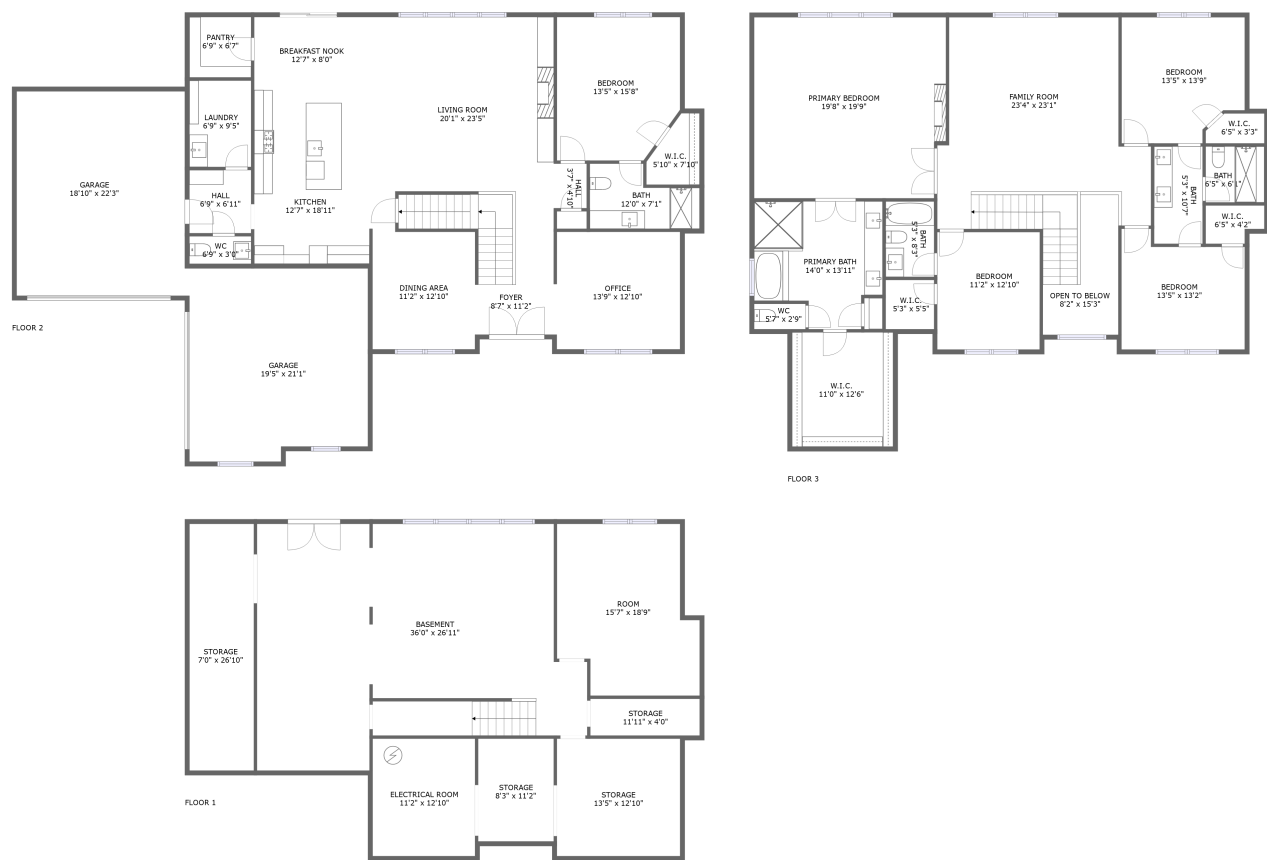 PANTRY
6'9" x 6'7"
BREAKFAST NOOK
12'7" x 8'0"
BEDROOM
13'5" x 15'8"
LIVING ROOM
20'1" x 23'5"
LAUNDRY
6'9" x 9'5"
W.I.C.
5'10" x 7'10"
GARAGE
18'10" x 22'3"
HALL
6'9" x 6'11"
KITCHEN
12'7" x 18'11"
HALL
3'7" x 4'10"
BATH
12'0" x 7'1"
WC
6'9" x 3'0"
DINING AREA
11'2" x 12'10"
FOYER
8'7" x 11'2"
OFFICE
13'9" x 12'10"
FLOOR 2
GARAGE
19'5" x 21'1"
PRIMARY BEDROOM
19'8" x 19'9"
FAMILY ROOM
23'4" x 23'1"
BEDROOM
13'5" x 13'9"
W.I.C.
6'5" x 3'3"
BATH
6'5" x 6'1"
BATH
5'3" x 10'7"
W.I.C.
6'5" x 4'2"
BATH
5'3" x 8'3"
PRIMARY BATH
14'0" x 13'11"
BEDROOM
11'2" x 12'10"
BEDROOM
13'5" x 13'2"
OPEN TO BELOW
8'2" x 15'3"
W.I.C.
5'3" x 5'5"
WC
5'7" x 2'9"
W.I.C.
11'0" x 12'6"
FLOOR 3
STORAGE
7'0" x 26'10"
BASEMENT
36'0" x 26'11"
ROOM
15'7" x 18'9"
STORAGE
11'11" x 4'0"
ELECTRICAL ROOM
11'2" x 12'10"
STORAGE
8'3" x 11'2"
STORAGE
13'5" x 12'10"
FLOOR 1